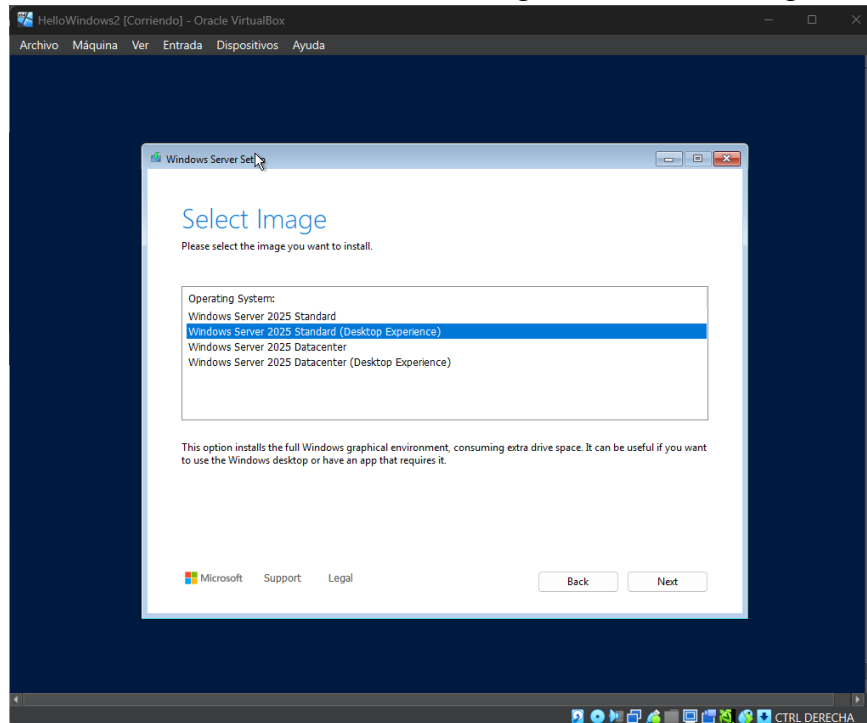 HelloWindows2 [Corriendo] - Oracle VirtualBox
Archivo Máquina Ver Entrada Dispositivos Ayuda
Windows Server Setup
Select Image
Please select the image you want to install.
Operating System:
Windows Server 2025 Standard
Windows Server 2025 Standard (Desktop Experience)
Windows Server 2025 Datacenter
Windows Server 2025 Datacenter (Desktop Experience)
This option installs the full Windows graphical environment, consuming extra drive space. It can be useful if you want
to use the Windows desktop or have an app that requires it.
Microsoft Support Legal
Back Next
CTRL DERECHA